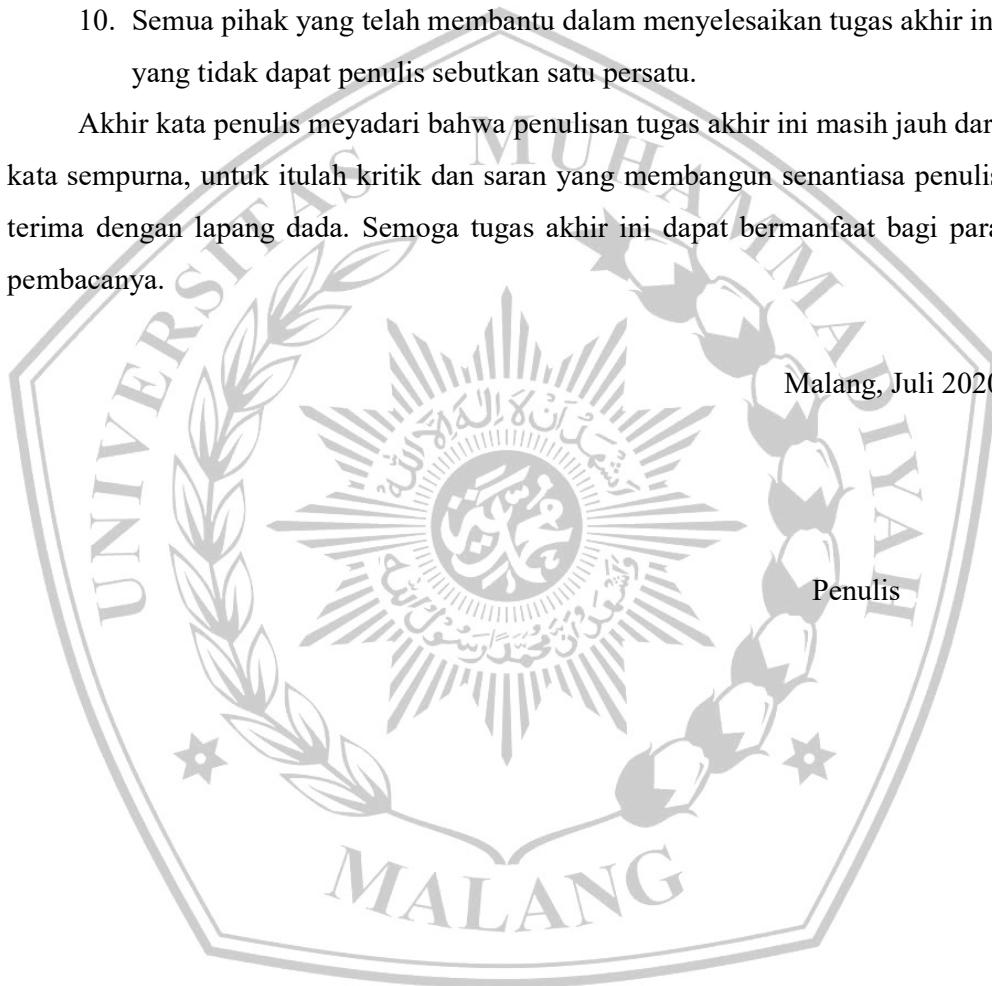 10. Semua pihak yang telah membantu dalam menyelesaikan tugas akhir in
yang tidak dapat penulis sebutkan satu persatu.
Akhir kata penulis meyadari bahwa penulisan tugas akhir ini masih jauh dar
kata sempurna, untuk itulah kritik dan saran yang membangun senantiasa penulis
terima dengan lapang dada. Semoga tugas akhir ini dapat bermanfaat bagi para
pembacanya.
Malang, Juli 2020
Penulis
UNIVERSITAS MUHAMMADIYAH
MALANG